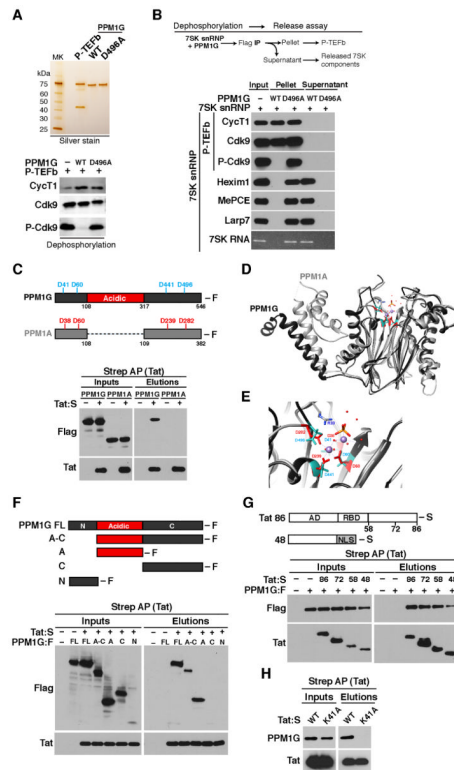 A
PPM1G
P-TEFb
WT
D496A
MK
kDa
75
50
37
25
Silver stain
PPM1G
– WT D496A
P-TEFb + + +
CycT1
Cdk9
P-Cdk9
Dephosphorylation
B
Dephosphorylation Release assay
7SK snRNP + PPM1G
Flag IP
Pellet
P-TEFb
Supernatant
Released 7SK components
Input Pellet Supernatant
PPM1G – WT D496A WT D496A
7SK snRNP + + + + +
7SK snRNP
P-TEFb
CycT1
Cdk9
P-Cdk9
Hexim1
MePCE
Larp7
7SK RNA
C
D41 D60 D441 D496
PPM1G Acidic – F
108 317 546
D38 D60 D239 D282
PPM1A – F
108 109 382
Strep AP (Tat)
Inputs Elutions
PPM1G PPM1A PPM1G PPM1A
Tat:S – + – + – + – +
Flag
Tat
D
PPM1A
PPM1G
E
F
PPM1G FL N Acidic C – F
A-C – F
A – F
C – F
N – F
Strep AP (Tat)
Inputs Elutions
Tat:S – – + + + + + – – + + + + +
PPM1G:F – FL FL A-C A C N – FL FL A-C A C N
Flag
Tat
G
Tat 86 AD RBD – S
58 72 86
48 NLS – S
Strep AP (Tat)
Inputs Elutions
Tat:S – 86 72 58 48 – 86 72 58 48
PPM1G:F + + + + + + + + + +
Flag
Tat
H
Strep AP (Tat)
Inputs Elutions
Tat:S WT K41A WT K41A
PPM1G
Tat